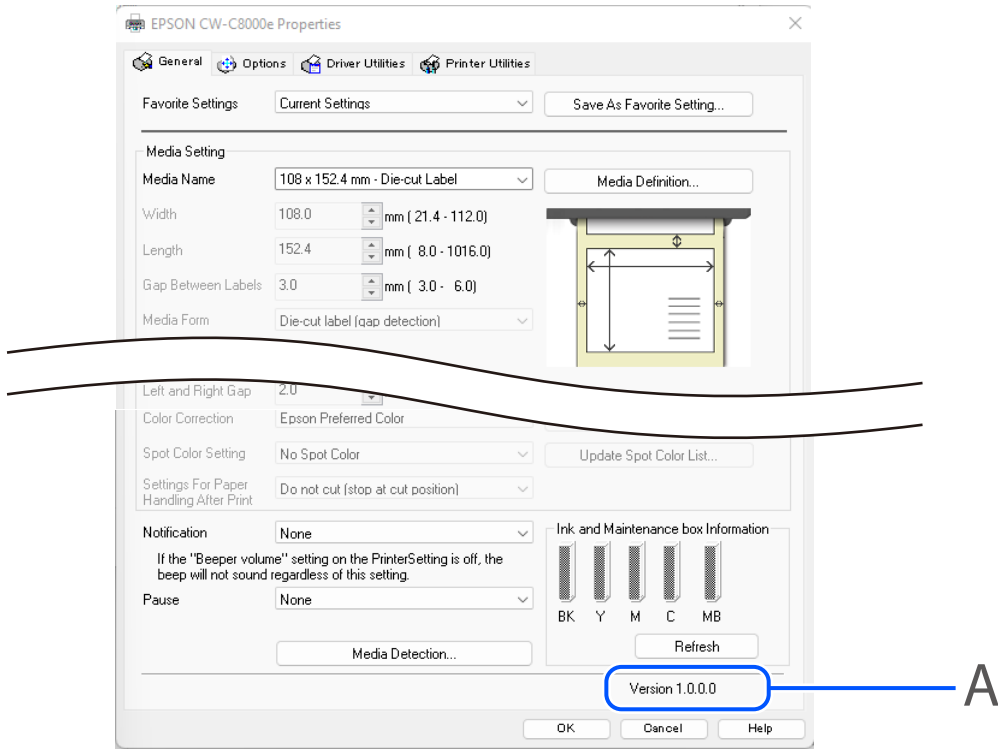 EPSON CW-C8000e Properties
General Options Driver Utilities Printer Utilities
Favorite Settings Current Settings Save As Favorite Setting...
Media Setting
Media Name 108 x 152.4 mm - Die-cut Label Media Definition...
Width 108.0 mm ( 21.4 - 112.0)
Length 152.4 mm ( 8.0 - 1016.0)
Gap Between Labels 3.0 mm ( 3.0 - 6.0)
Media Form Die-cut label (gap detection)
Left and Right Gap 2.0
Color Correction Epson Preferred Color
Spot Color Setting No Spot Color Update Spot Color List...
Settings For Paper
Handling After Print Do not cut (stop at cut position)
Notification None
If the "Beeper volume" setting on the PrinterSetting is off, the
beep will not sound regardless of this setting.
Pause None
Media Detection...
Ink and Maintenance box Information
BK Y M C MB
Refresh
Version 1.0.0.0
A
OK Cancel Help